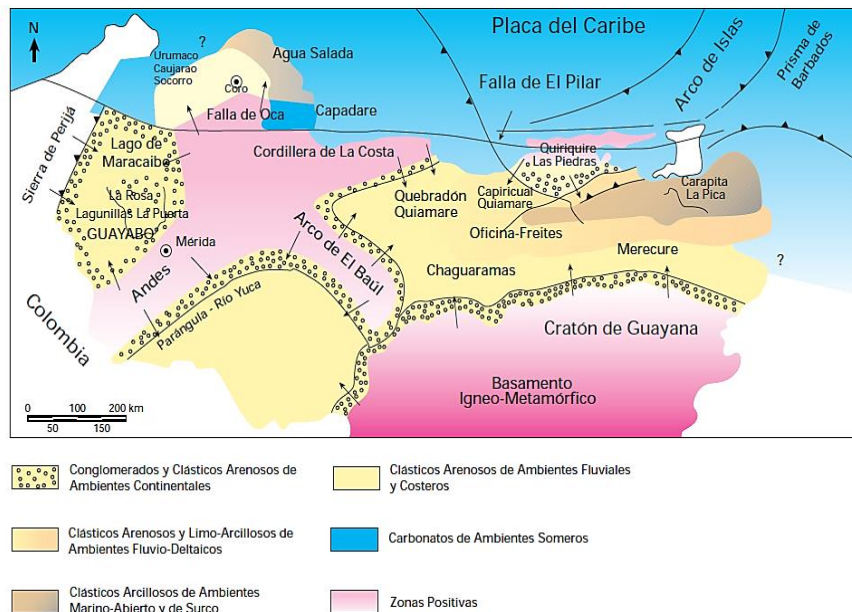 Placa del Caribe
N
?
Urumaco
Caujarao
Socorro
Agua Salada
Coro
Falla de El Pilar
Arco de Islas
Prisma de
Barbados
Falla de Oca
Capadare
Sierra de Perijá
Lago de
Maracaibo
Cordillera de La Costa
Quiriquire
Las Piedras
La Rosa
Lagunillas La Puerta
GUAYABO
Mérida
Quebradón
Quiamare
Capiricual
Quiamare
Carapita
La Pica
Oficina-Freites
Arco de El Baúl
Merecure
Andes
Chaguaramas
?
Colombia
Parángula - Río Yuca
Cratón de Guayana
Basamento
Igneo-Metamórfico
0 100 200 km
50 150
Conglomerados y Clásticos Arenosos de
Ambientes Continentales
Clásticos Arenosos de Ambientes Fluviales
y Costeros
Clásticos Arenosos y Limo-Arcillosos de
Ambientes Fluvio-Deltaicos
Carbonatos de Ambientes Someros
Clásticos Arcillosos de Ambientes
Marino-Abierto y de Surco
Zonas Positivas